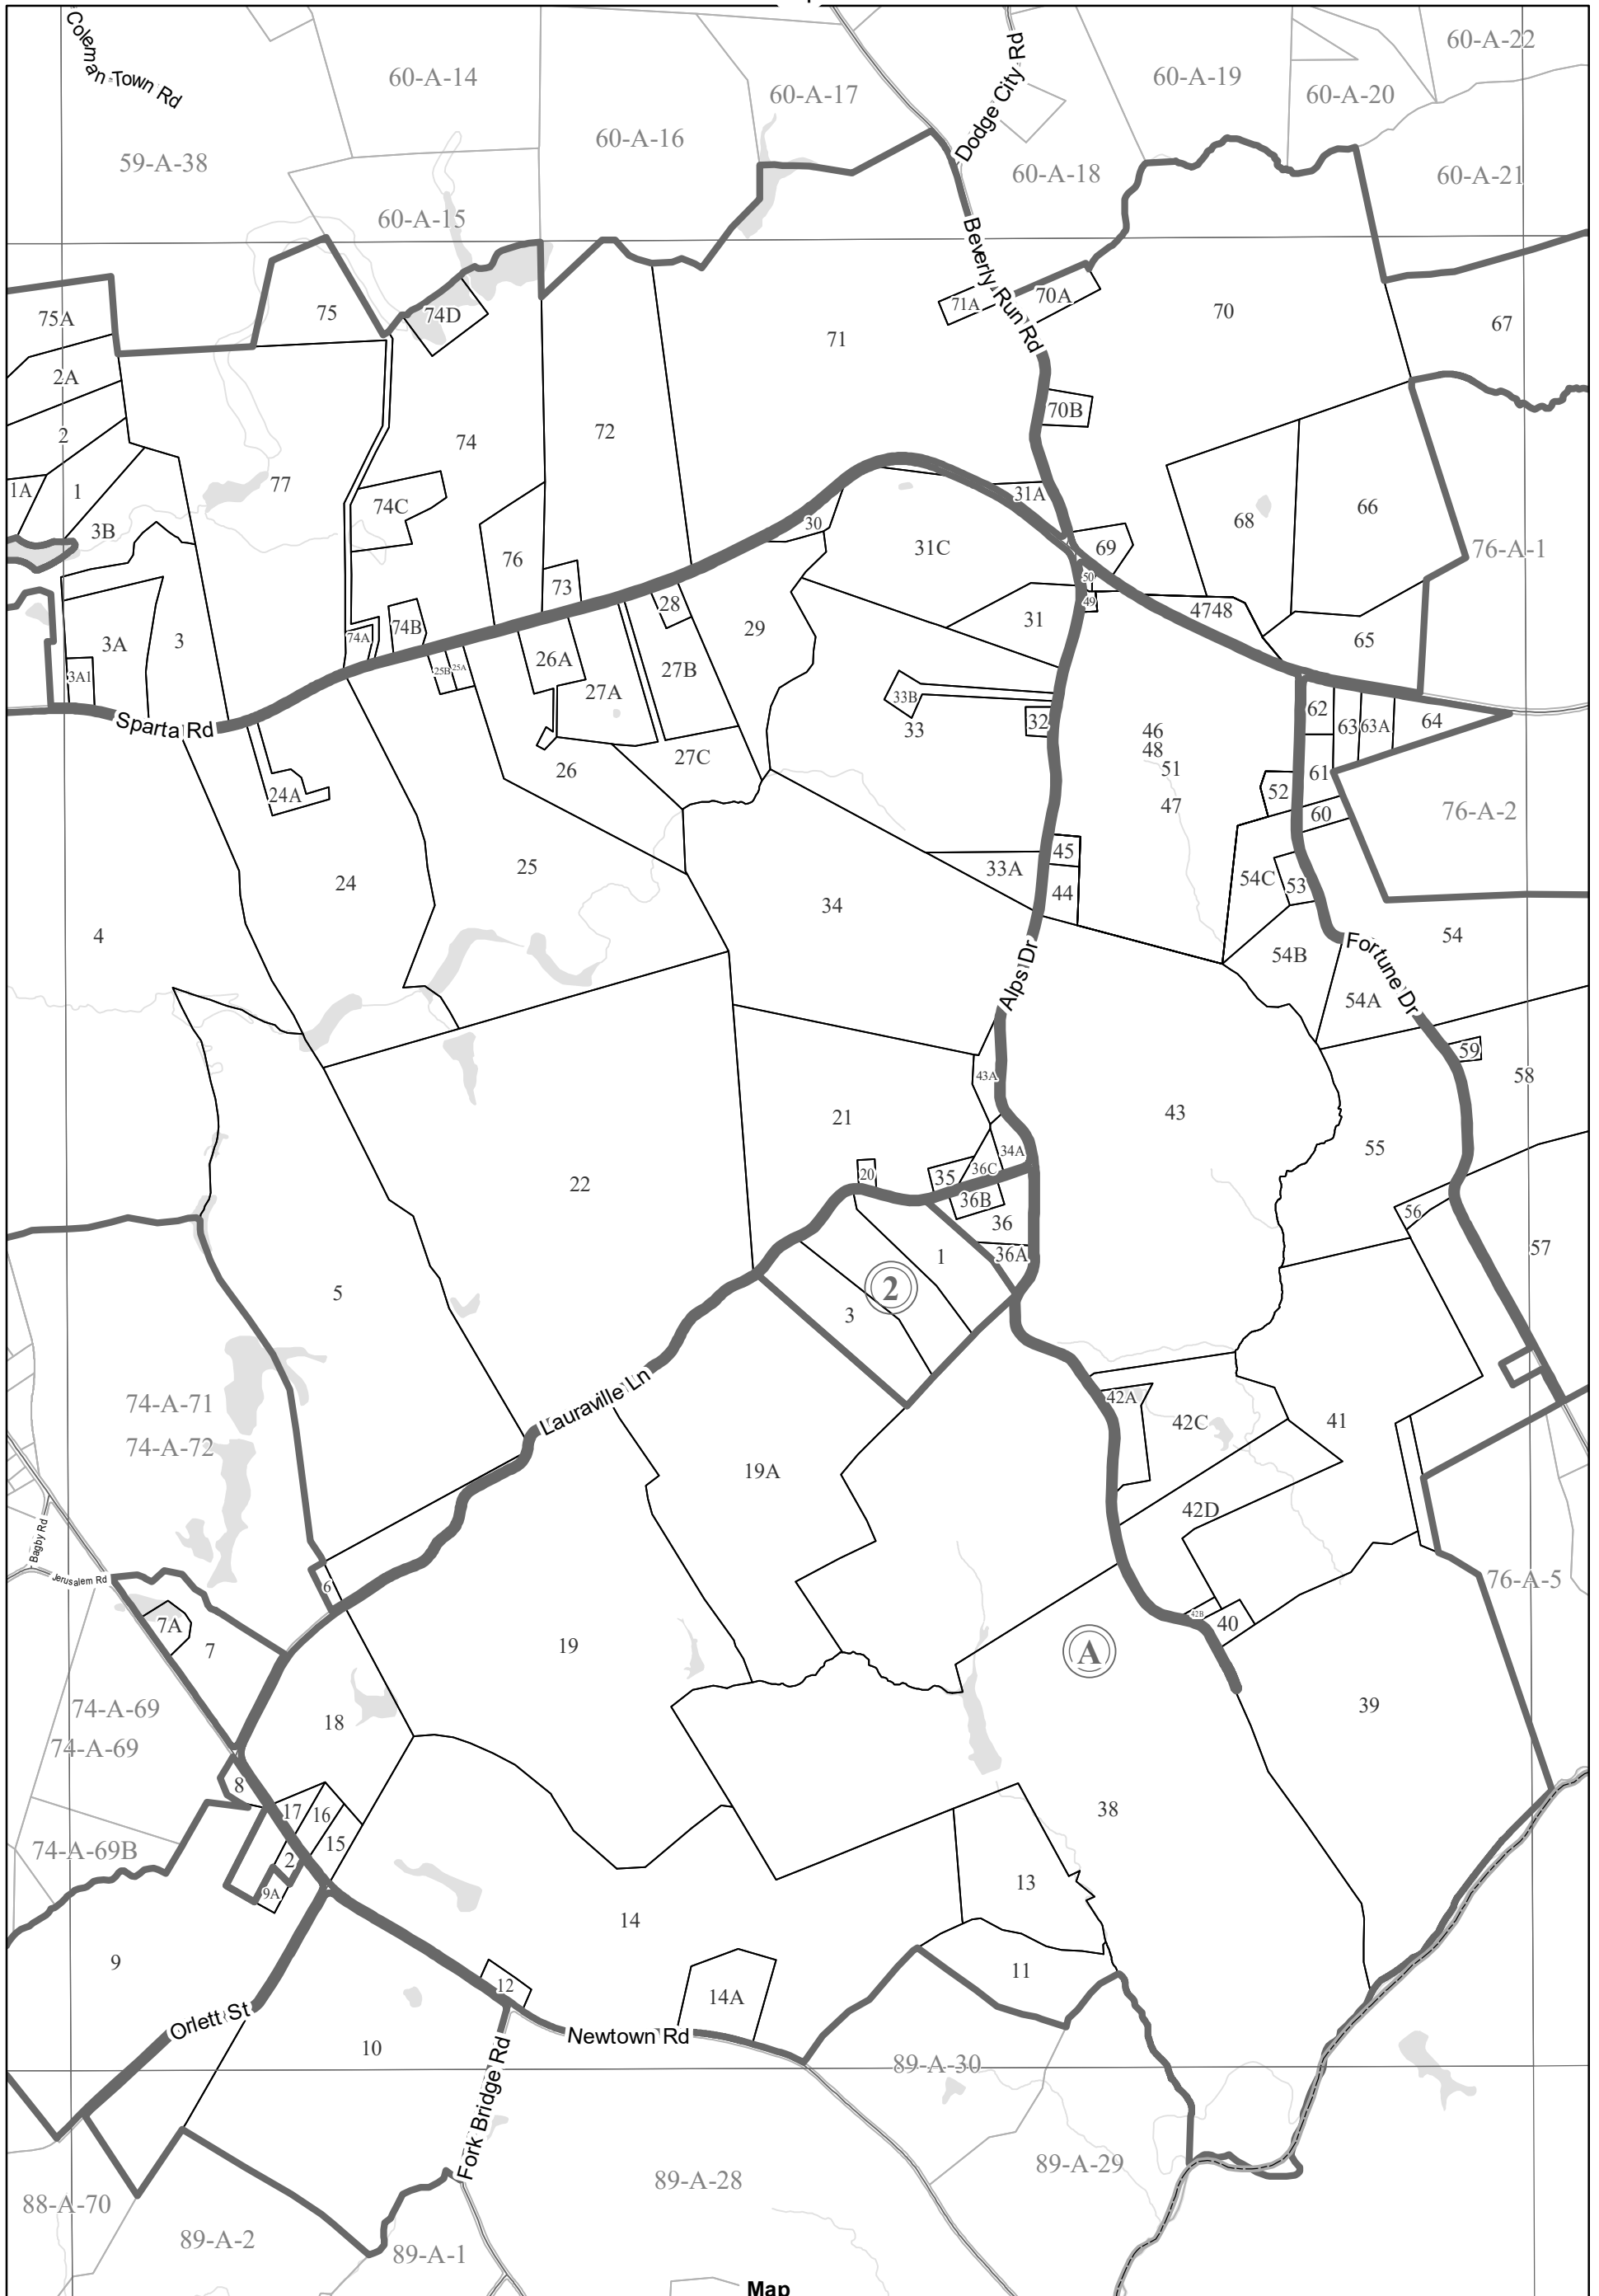 Coleman Town Rd
60-A-14
60-A-16
60-A-17
Dodge City Rd
60-A-19
60-A-20
60-A-22
59-A-38
60-A-15
60-A-18
60-A-21
Beverly Run Rd
75A
75
74D
71A
70A
70
67
71
2A
2
74
72
70B
1A
1
77
74C
3B
30
31A
31C
68
66
76-A-1
76
69
73
50
49
28
4748
3A
3
74A
74B
29
31
65
3A1
25B
25A
26A
27A
27B
33B
32
33
62
63
63A
64
Sparta Rd
46
48
51
47
26
27C
61
24A
52
60
76-A-2
45
33A
44
25
24
54C
53
34
4
54
54B
Fortune Dr
Alps Dr
54A
59
58
43A
43
21
55
34A
20
35
36C
22
36B
36
56
36A
1
57
2
5
3
Lauraville Ln
74-A-71
74-A-72
42A
42C
41
19A
42D
Bagby Rd
Jerusalem Rd
6
76-A-5
7A
7
42B
40
19
A
74-A-69
74-A-69
18
39
8
17
16
15
38
74-A-69B
2
9A
13
14
9
11
12
14A
Orlett St
Newtown Rd
10
Fork Bridge Rd
89-A-30
89-A-29
89-A-28
88-A-70
89-A-2
89-A-1
Map